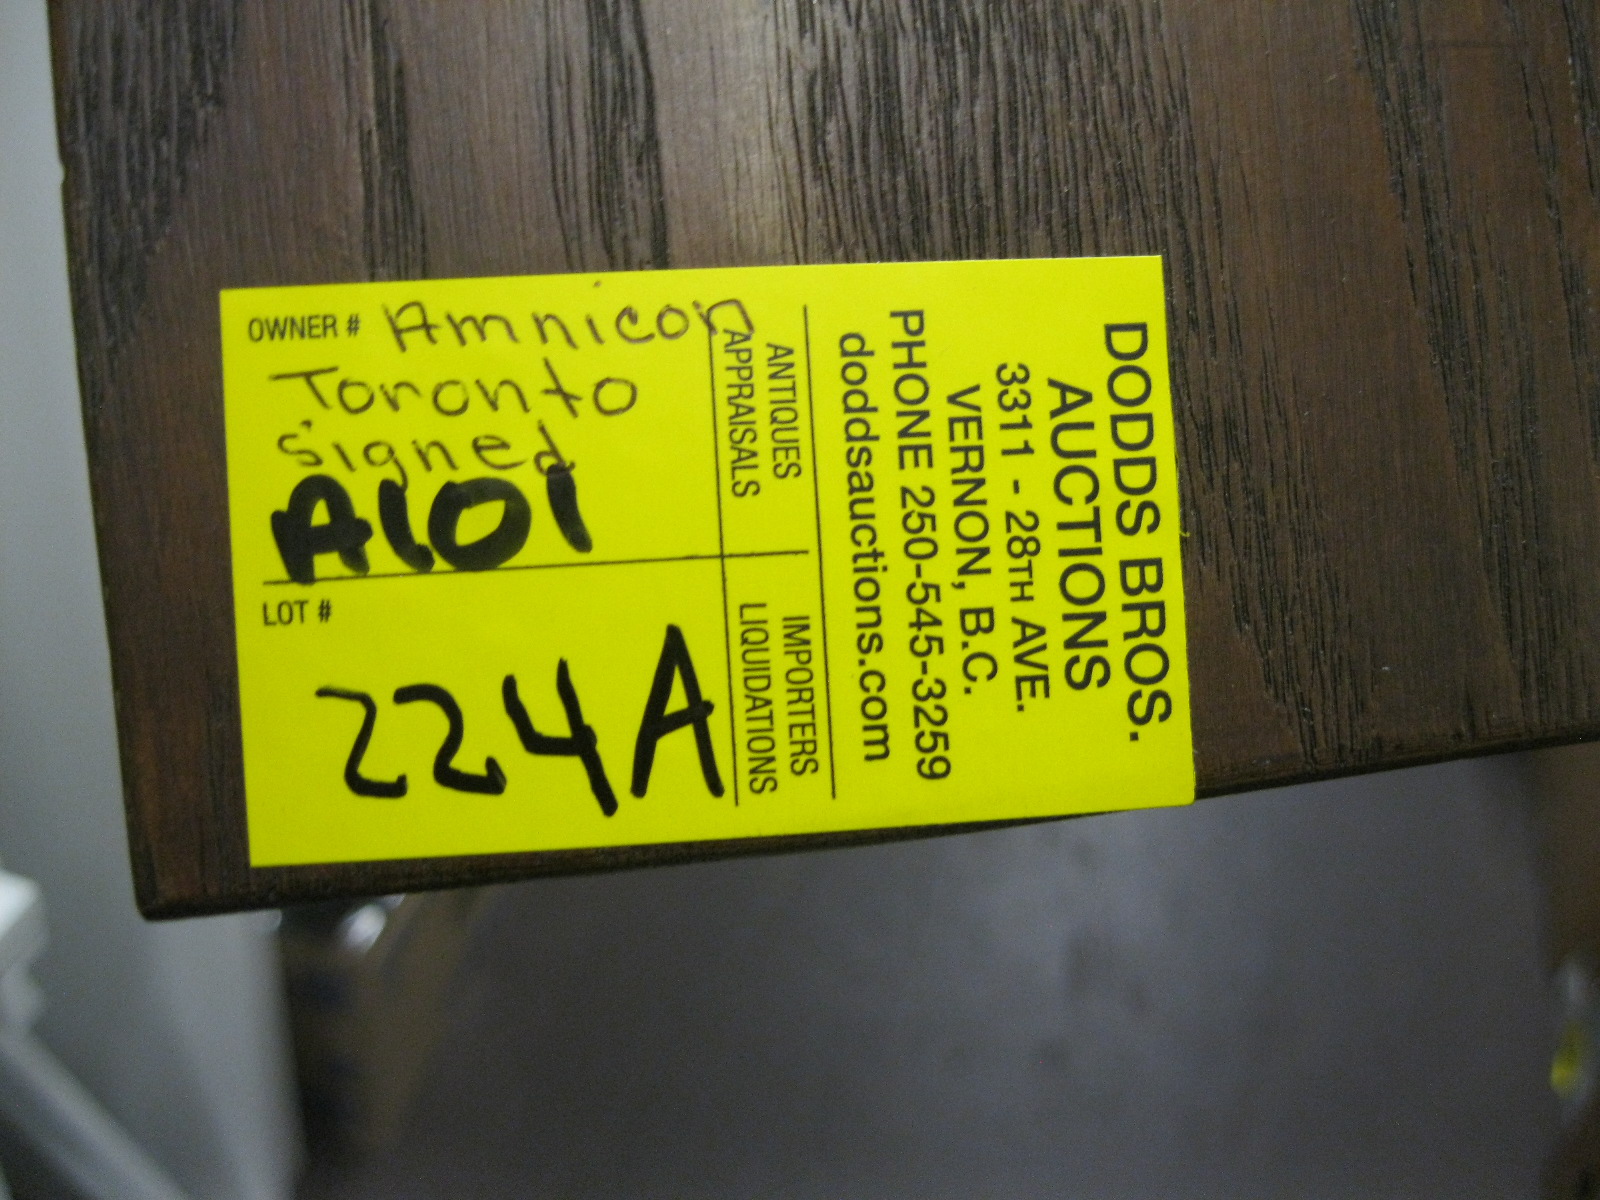 DODDS BROS.
AUCTIONS
3311 - 28TH AVE.
VERNON, B.C.
PHONE 250-545-3259
doddsauctions.com
ANTIQUES
APPRAISALS
IMPORTERS
LIQUIDATIONS
OWNER # Amnicor
Toronto
signed
A101
LOT #
224A